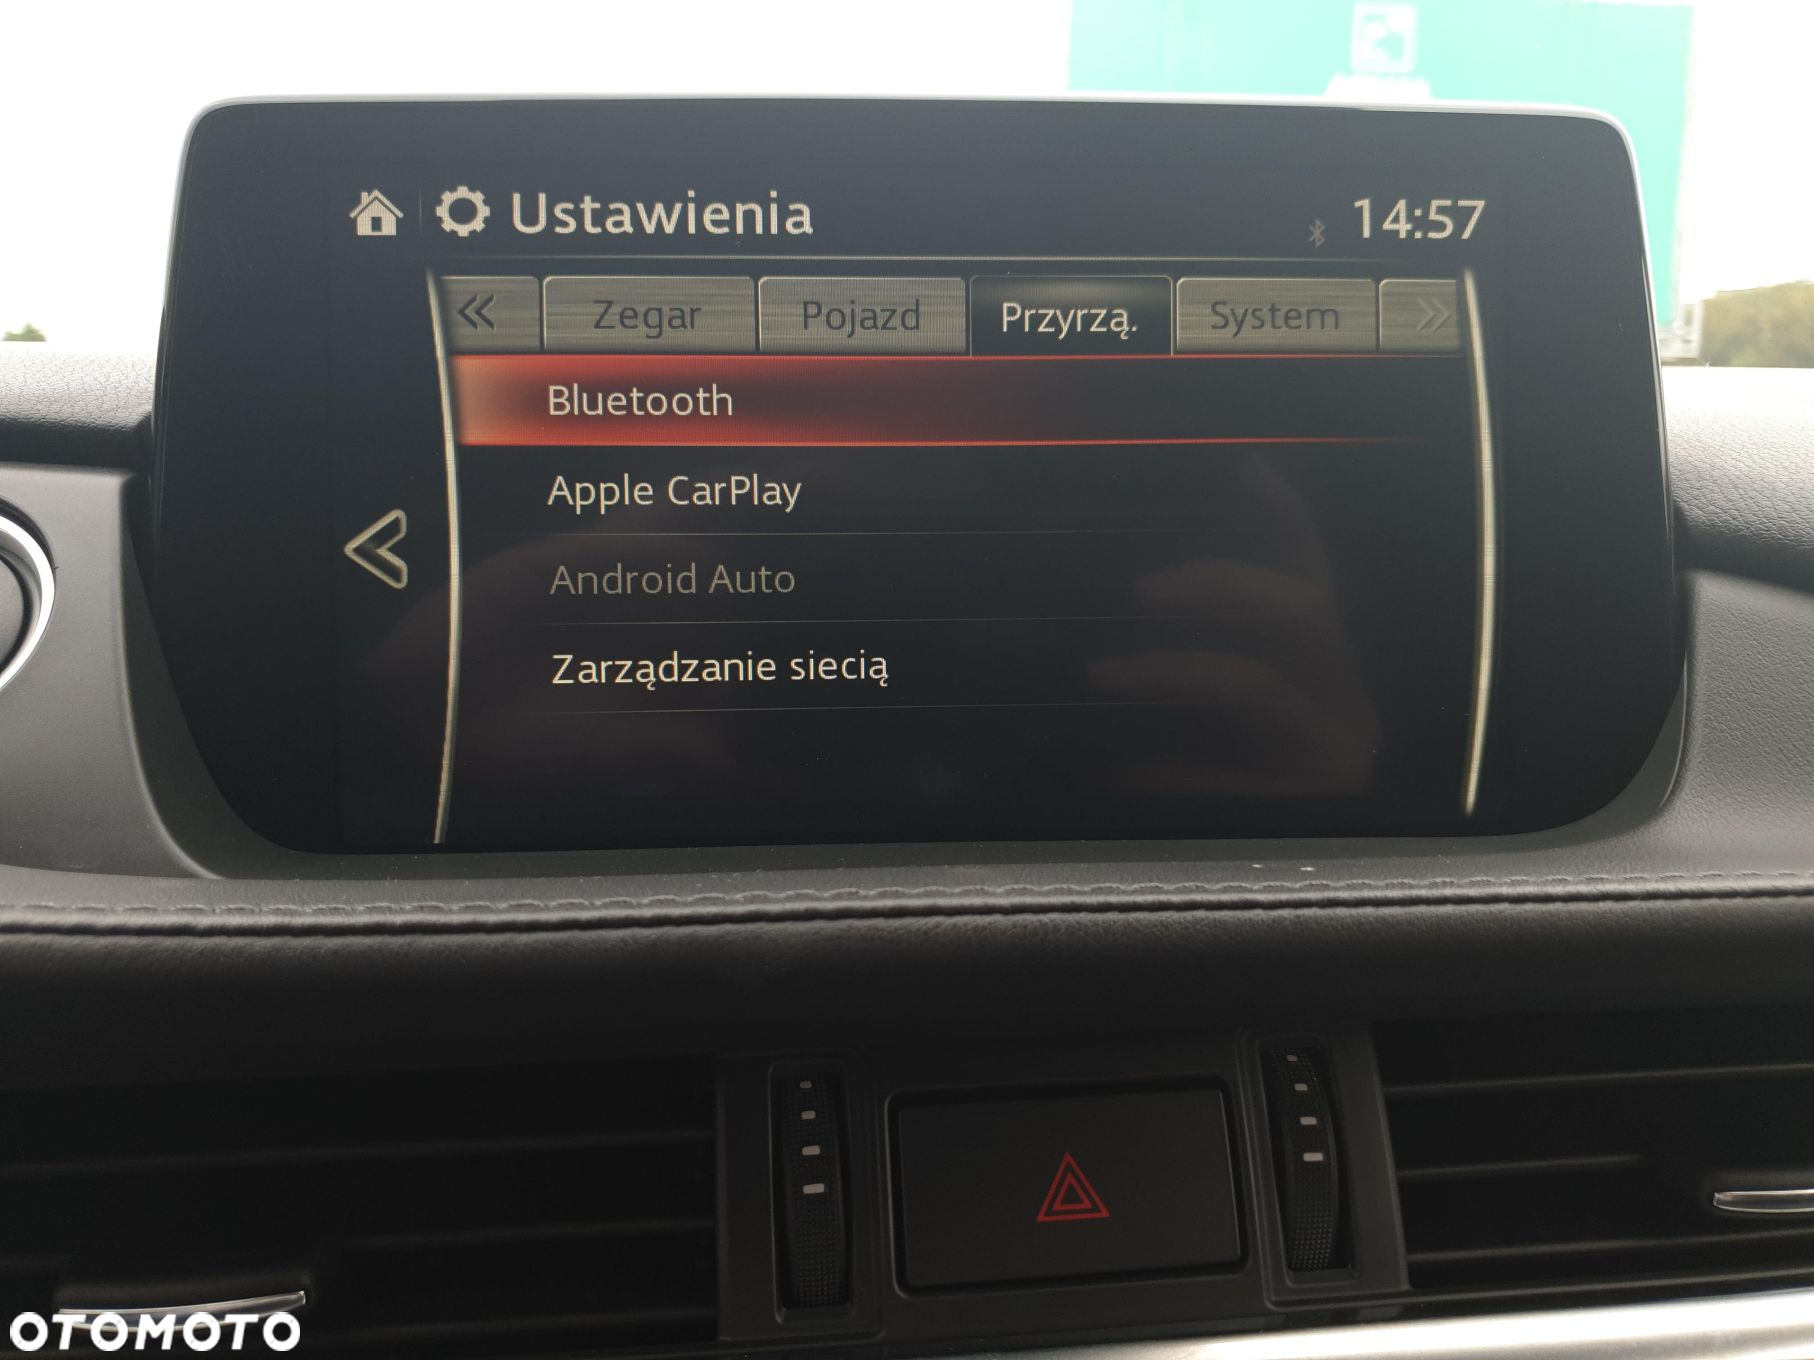 Ustawienia
14:57
Zegar
Pojazd
Przyrzą.
System
Bluetooth
Apple CarPlay
Android Auto
Zarządzanie siecią
OTOMOTO